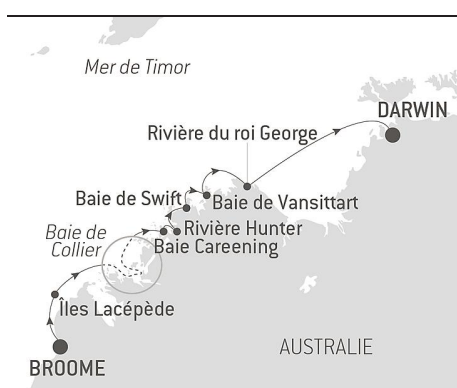 Mer de Timor
DARWIN
Rivière du roi George
Baie de Swift
Baie de Vansittart
Baie de
Collier
Rivière Hunter
Baie Careening
Îles Lacépède
AUSTRALIE
BROOME